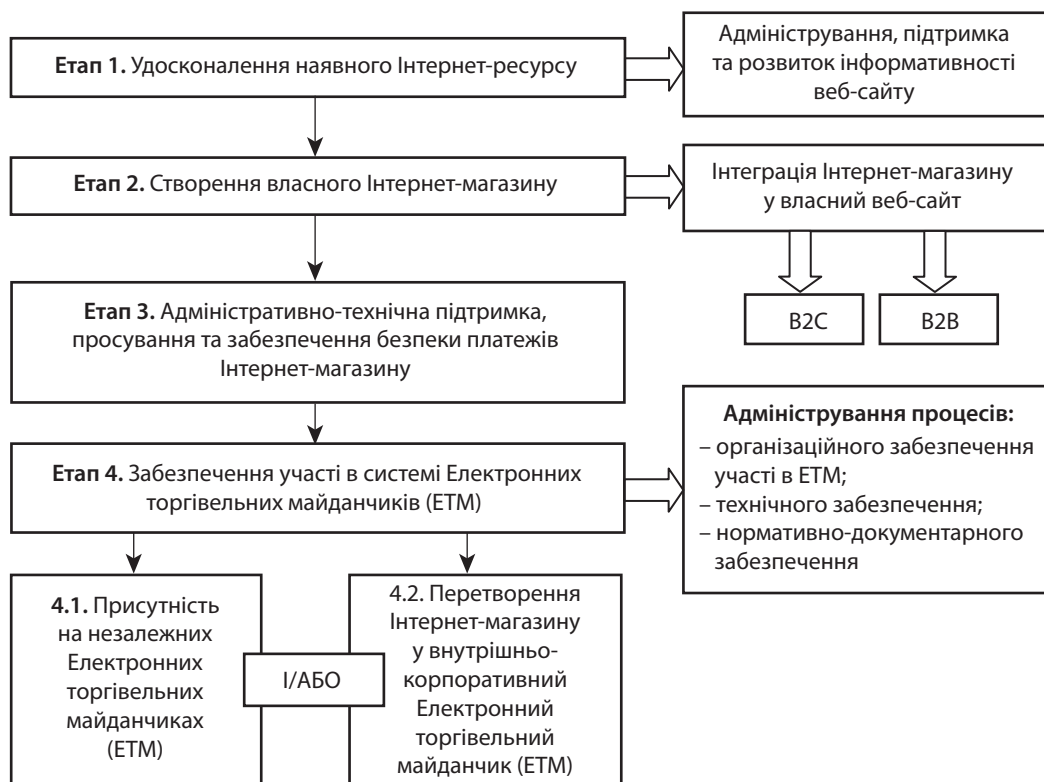 Етап 1. Удосконалення наявного Інтернет-ресурсу
Адміністрування, підтримка
та розвиток інформативності
веб-сайту
Етап 2. Створення власного Інтернет-магазину
Інтеграція Інтернет-магазину
у власний веб-сайт
B2C
B2B
Етап 3. Адміністративно-технічна підтримка,
просування та забезпечення безпеки платежів
Інтернет-магазину
Етап 4. Забезпечення участі в системі Електронних
торгівельних майданчиків (ЕТМ)
Адміністрування процесів:
– організаційного забезпечення
участі в ЕТМ;
– технічного забезпечення;
– нормативно-документарного
забезпечення
4.1. Присутність
на незалежних
Електронних
торгівельних
майданчиках
(ЕТМ)
І/АБО
4.2. Перетворення
Інтернет-магазину
у внутрішньо-
корпоративний
Електронний
торгівельний
майданчик (ЕТМ)